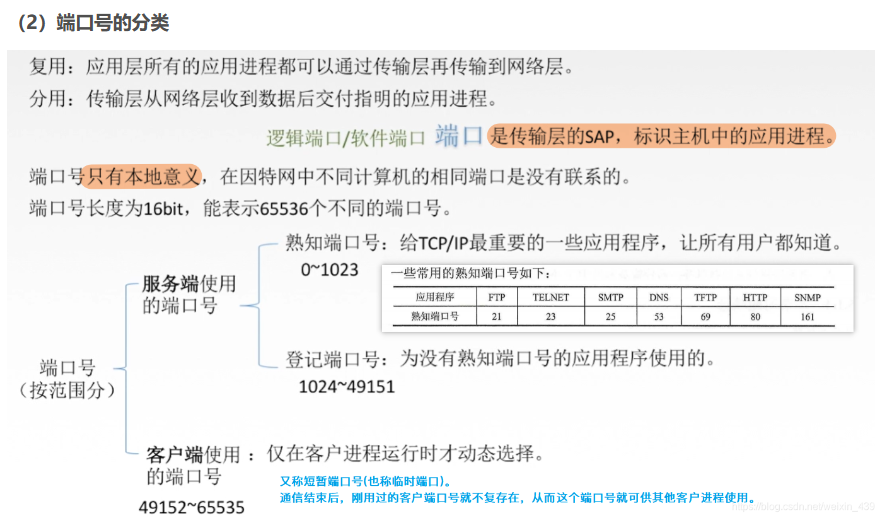 （2）端口号的分类
复用：应用层所有的应用进程都可以通过传输层再传输到网络层。
分用：传输层从网络层收到数据后交付指明的应用进程。
逻辑端口/软件端口 端口 是传输层的SAP，标识主机中的应用进程。
端口号只有本地意义，在因特网中不同计算机的相同端口是没有联系的。
端口号长度为16bit，能表示65536个不同的端口号。
熟知端口号：给TCP/IP最重要的一些应用程序，让所有用户都知道。
0~1023
一些常用的熟知端口号如下：
应用程序 FTP TELNET SMTP DNS TFTP HTTP SNMP
熟知端口号 21 23 25 53 69 80 161
服务端使用
的端口号
登记端口号：为没有熟知端口号的应用程序使用的。
1024~49151
端口号
（按范围分）
客户端使用
的端口号
：仅在客户进程运行时才动态选择。
49152~65535
又称短暂端口号(也称临时端口)。
通信结束后，刚用过的客户端口号就不复存在，从而这个端口号就可供其他客户进程使用。
https://blog.csdn.net/weixin_439